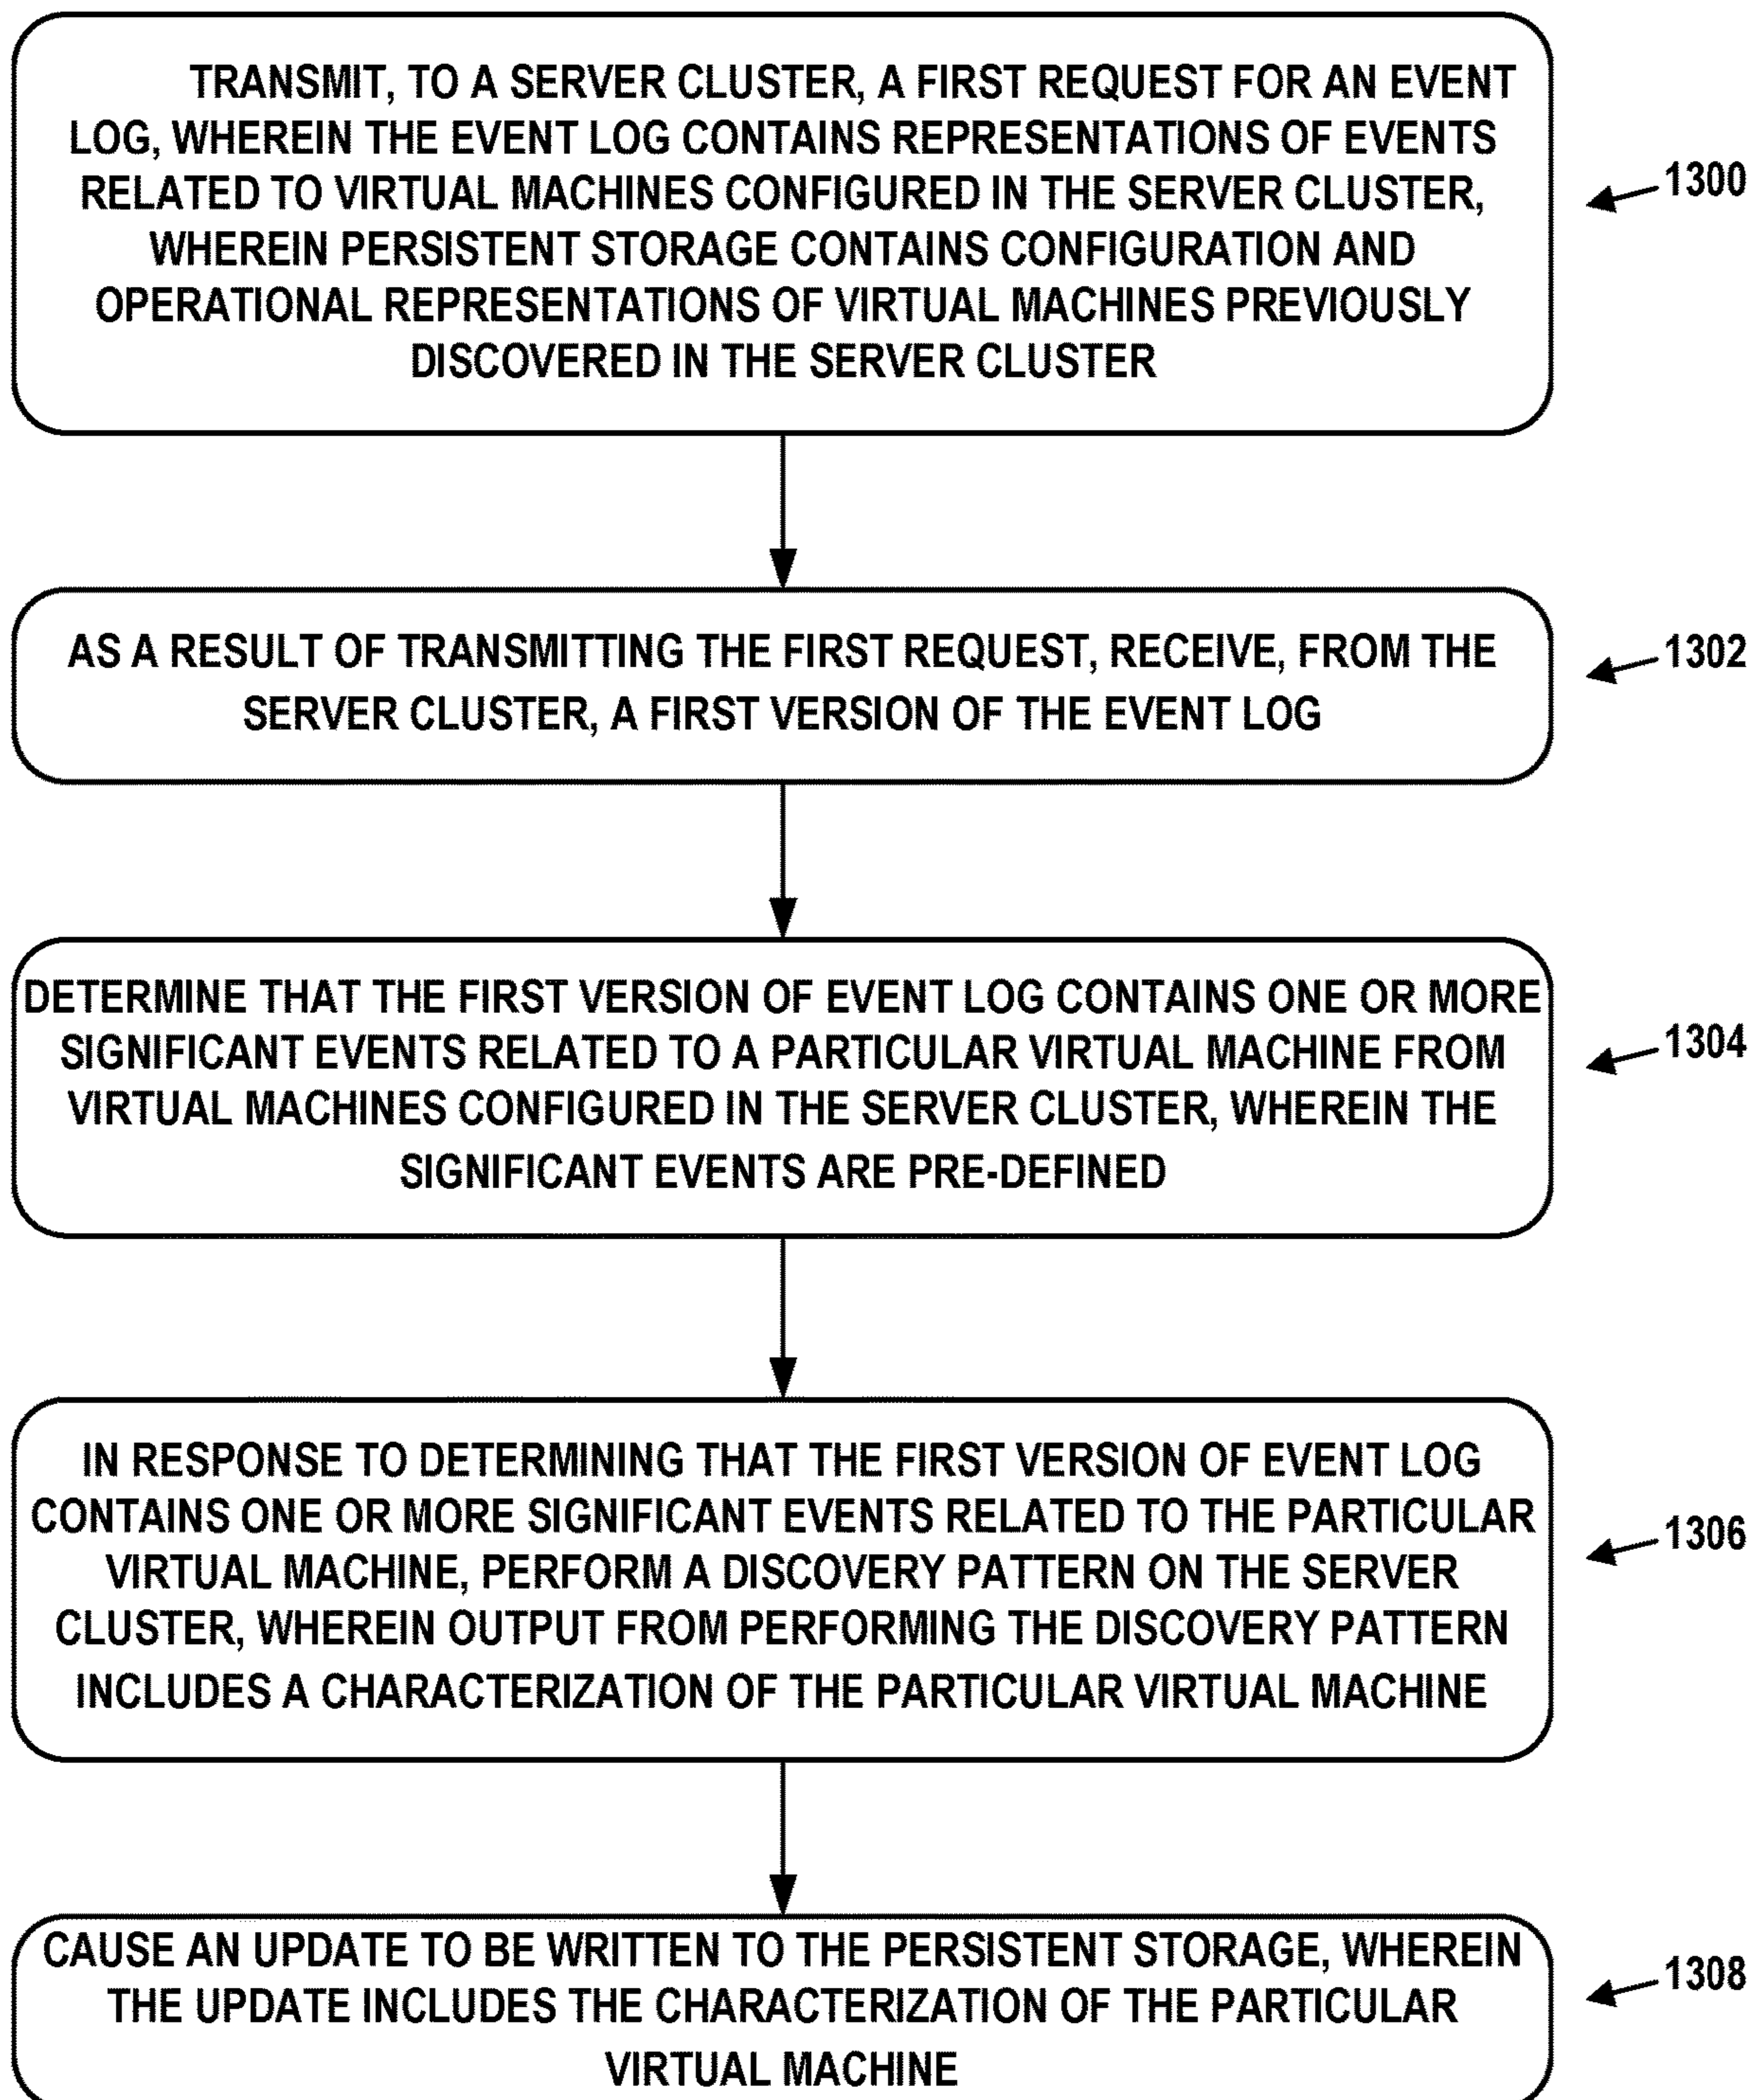 TRANSMIT, TO A SERVER CLUSTER, A FIRST REQUEST FOR AN EVENT
LOG, WHEREIN THE EVENT LOG CONTAINS REPRESENTATIONS OF EVENTS
RELATED TO VIRTUAL MACHINES CONFIGURED IN THE SERVER CLUSTER,
WHEREIN PERSISTENT STORAGE CONTAINS CONFIGURATION AND
OPERATIONAL REPRESENTATIONS OF VIRTUAL MACHINES PREVIOUSLY
DISCOVERED IN THE SERVER CLUSTER
1300
AS A RESULT OF TRANSMITTING THE FIRST REQUEST, RECEIVE, FROM THE
SERVER CLUSTER, A FIRST VERSION OF THE EVENT LOG
1302
DETERMINE THAT THE FIRST VERSION OF EVENT LOG CONTAINS ONE OR MORE
SIGNIFICANT EVENTS RELATED TO A PARTICULAR VIRTUAL MACHINE FROM
VIRTUAL MACHINES CONFIGURED IN THE SERVER CLUSTER, WHEREIN THE
SIGNIFICANT EVENTS ARE PRE-DEFINED
1304
IN RESPONSE TO DETERMINING THAT THE FIRST VERSION OF EVENT LOG
CONTAINS ONE OR MORE SIGNIFICANT EVENTS RELATED TO THE PARTICULAR
VIRTUAL MACHINE, PERFORM A DISCOVERY PATTERN ON THE SERVER
CLUSTER, WHEREIN OUTPUT FROM PERFORMING THE DISCOVERY PATTERN
INCLUDES A CHARACTERIZATION OF THE PARTICULAR VIRTUAL MACHINE
1306
CAUSE AN UPDATE TO BE WRITTEN TO THE PERSISTENT STORAGE, WHEREIN
THE UPDATE INCLUDES THE CHARACTERIZATION OF THE PARTICULAR
VIRTUAL MACHINE
1308